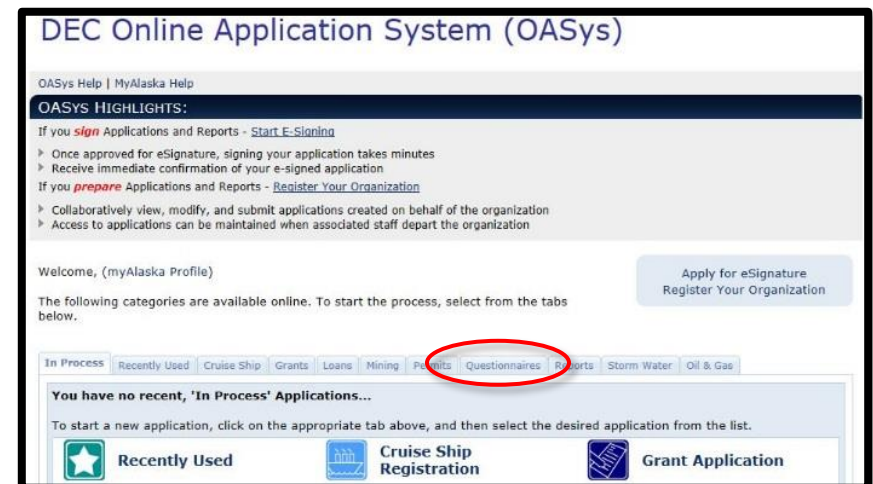 DEC Online Application System (OASys)
OASys Help | MyAlaska Help
OASYS HIGHLIGHTS:
If you sign Applications and Reports - Start E-Signing
Once approved for eSignature, signing your application takes minutes
Receive immediate confirmation of your e-signed application
If you prepare Applications and Reports - Register Your Organization
Collaboratively view, modify, and submit applications created on behalf of the organization
Access to applications can be maintained when associated staff depart the organization
Welcome, (myAlaska Profile)
Apply for eSignature
Register Your Organization
The following categories are available online. To start the process, select from the tabs
below.
In Process Recently Used Cruise Ship Grants Loans Mining Permits Questionnaires Reports Storm Water Oil & Gas
You have no recent, 'In Process' Applications...
To start a new application, click on the appropriate tab above, and then select the desired application from the list.
Recently Used
Cruise Ship
Registration
Grant Application